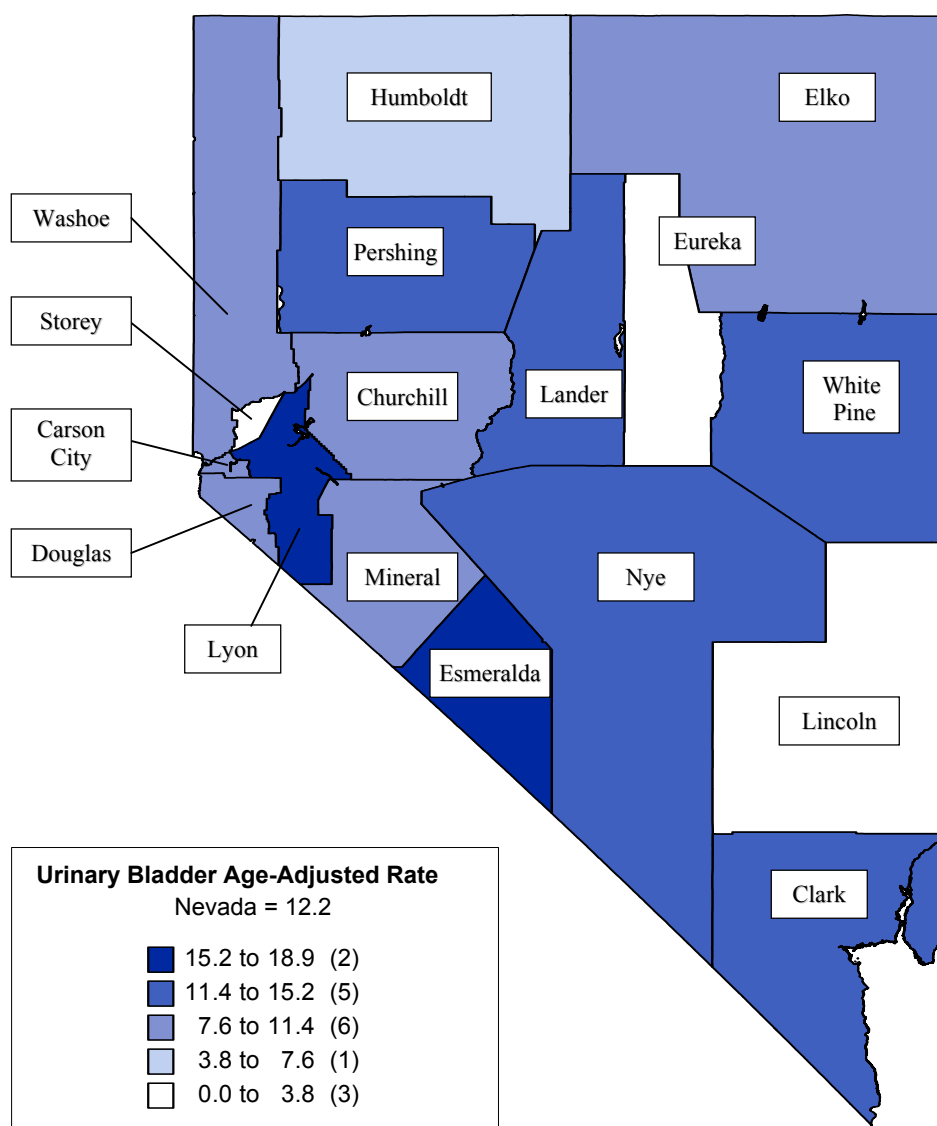 Humboldt
Elko
Washoe
Eureka
Pershing
Storey
White
Pine
Churchill
Lander
Carson
City
Douglas
Mineral
Nye
Lyon
Esmeralda
Lincoln
Clark
Urinary Bladder Age-Adjusted Rate
Nevada = 12.2
15.2 to 18.9 (2)
11.4 to 15.2 (5)
7.6 to 11.4 (6)
3.8 to 7.6 (1)
0.0 to 3.8 (3)